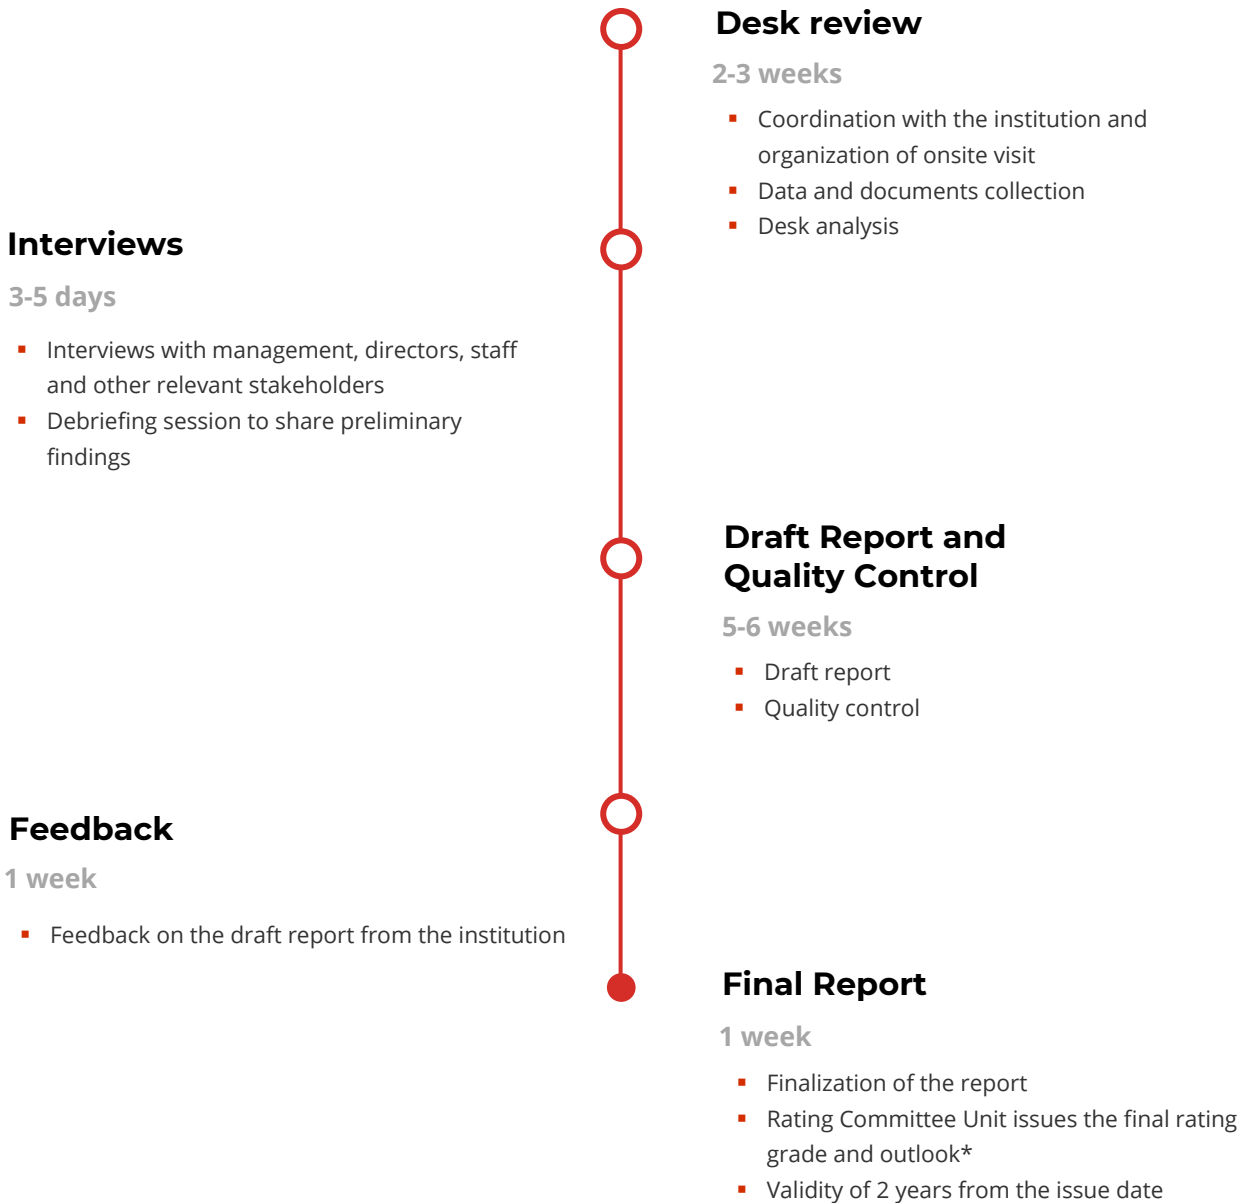 Desk review
2-3 weeks
▪ Coordination with the institution and
organization of onsite visit
▪ Data and documents collection
▪ Desk analysis
Interviews
3-5 days
▪ Interviews with management, directors, staff
and other relevant stakeholders
▪ Debriefing session to share preliminary
findings
Draft Report and
Quality Control
5-6 weeks
▪ Draft report
▪ Quality control
Feedback
1 week
▪ Feedback on the draft report from the institution
Final Report
1 week
▪ Finalization of the report
▪ Rating Committee Unit issues the final rating
grade and outlook*
▪ Validity of 2 years from the issue date